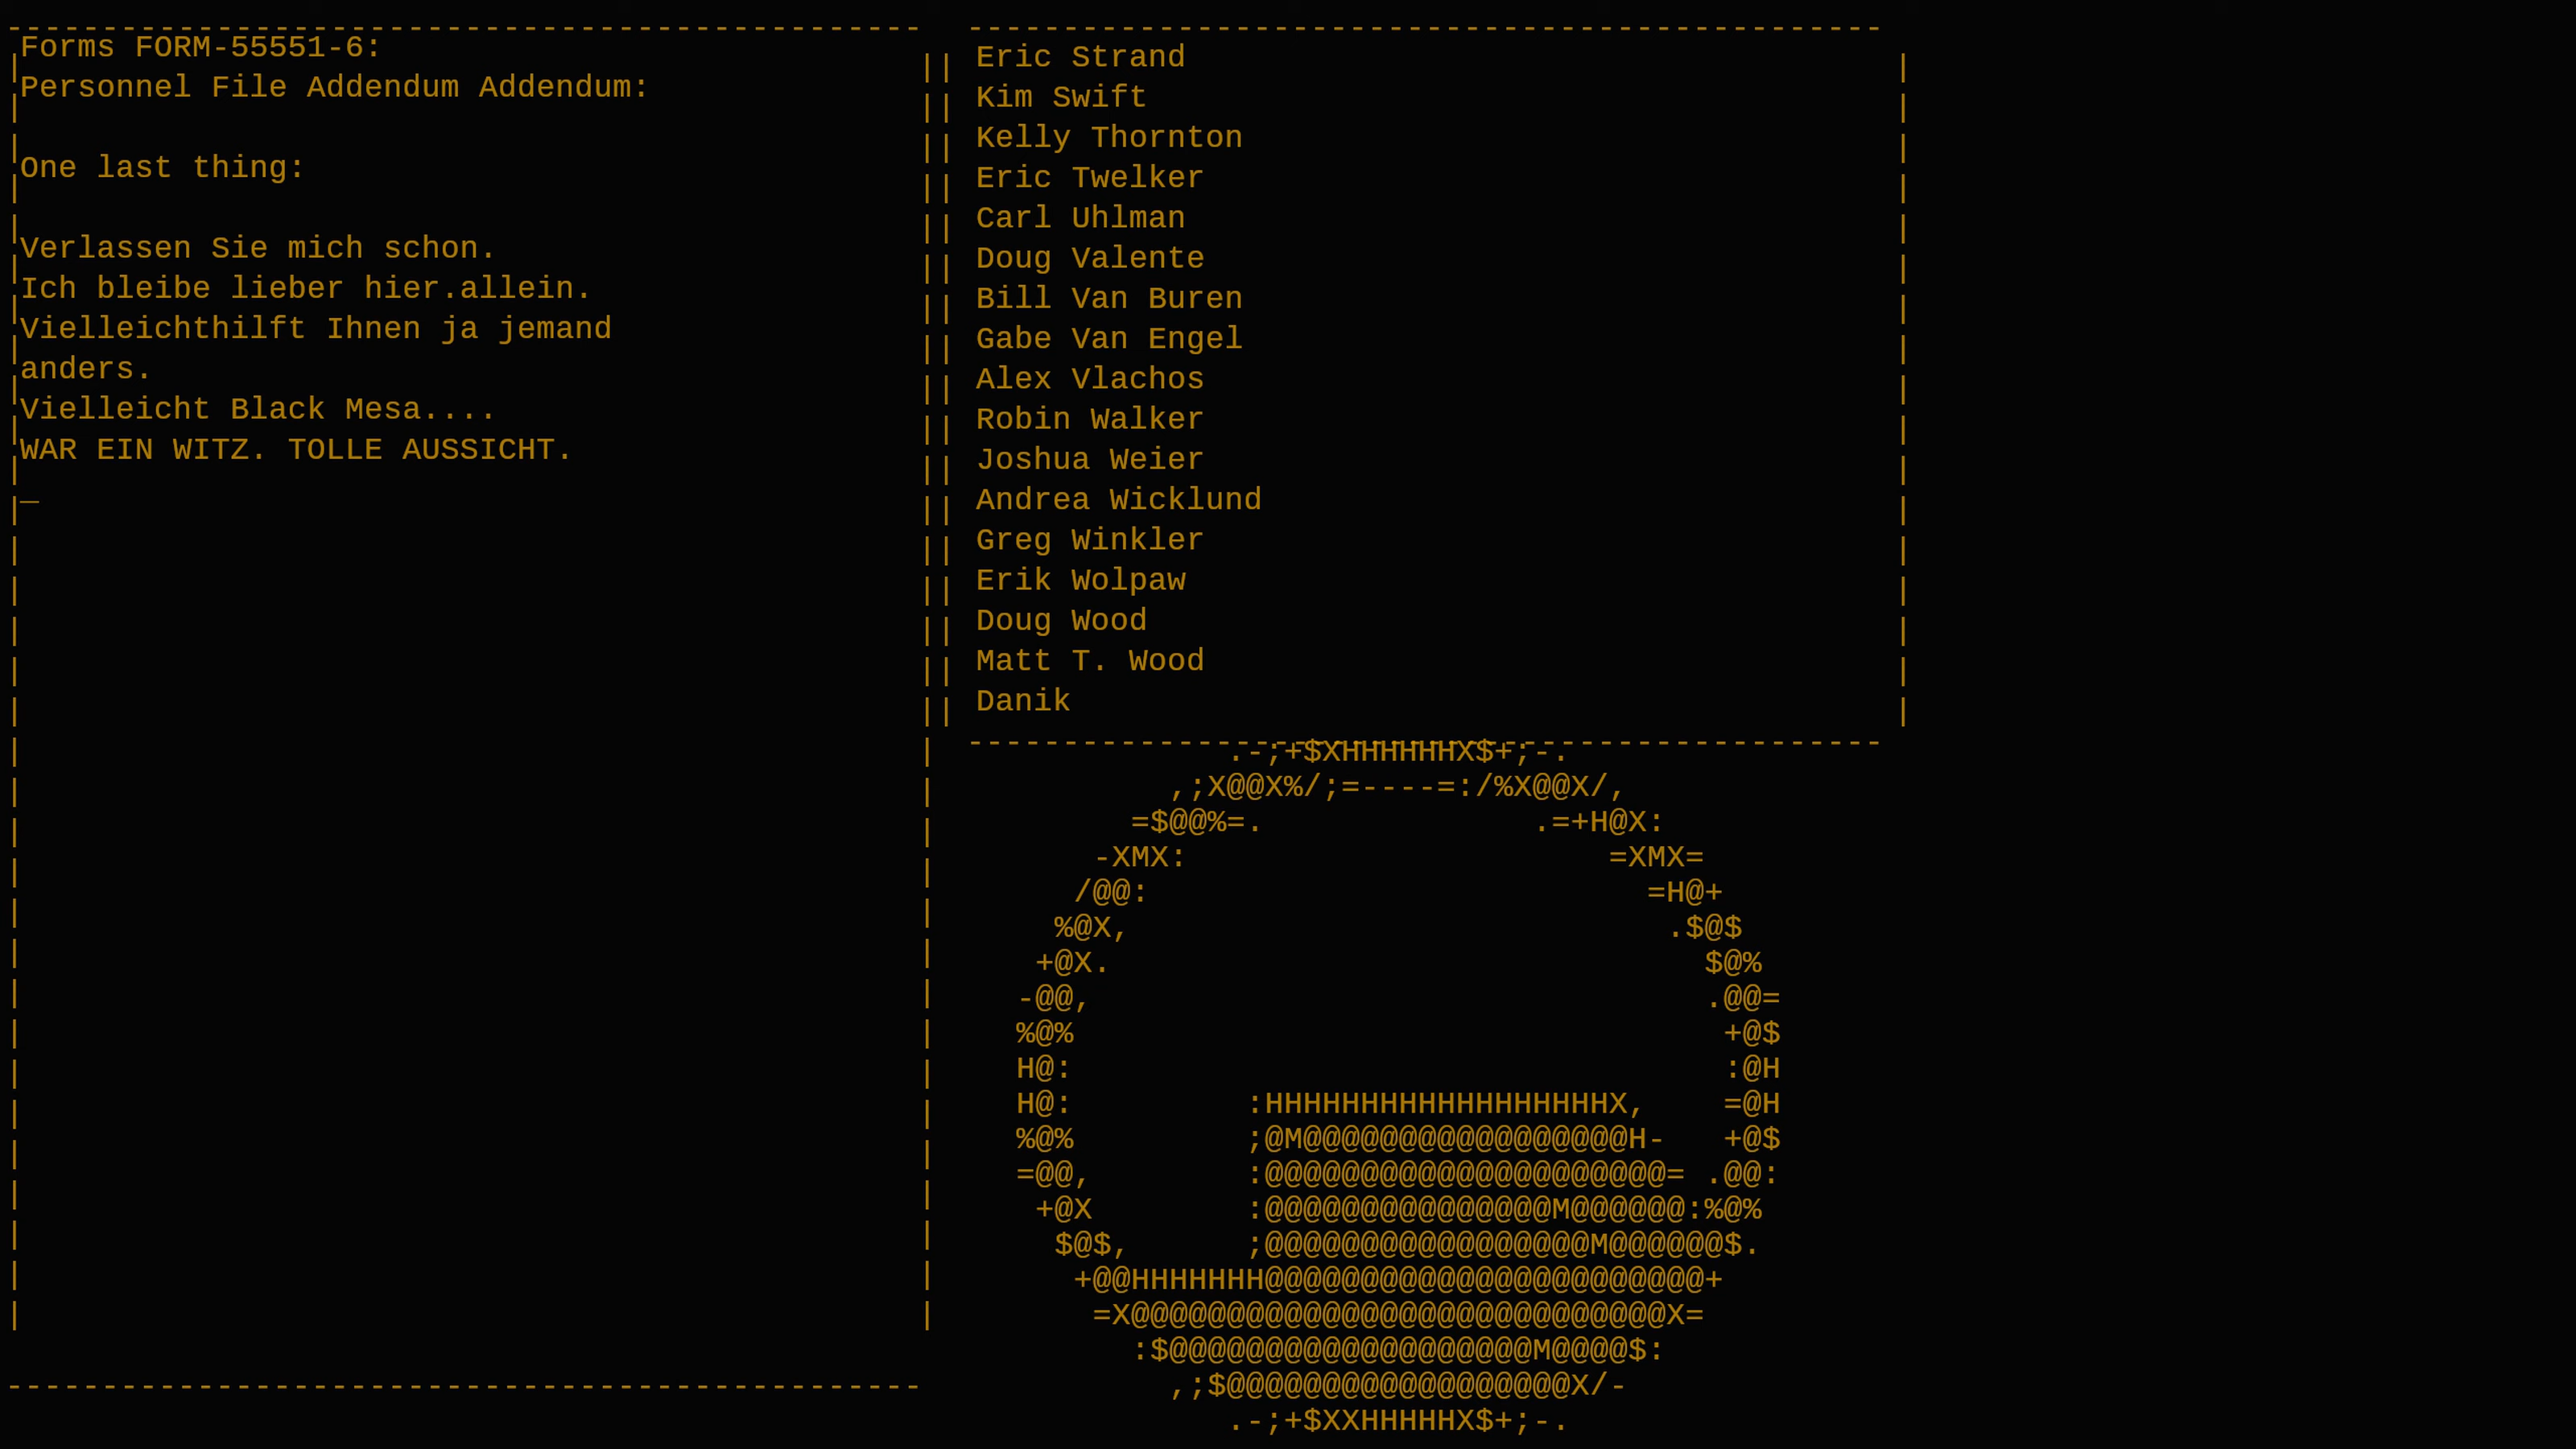 Forms FORM-55551-6:
Personnel File Addendum Addendum:
One last thing:
Verlassen Sie mich schon.
Ich bleibe lieber hier.allein.
Vielleichthilft Ihnen ja jemand
anders.
Vielleicht Black Mesa....
WAR EIN WITZ. TOLLE AUSSICHT.
_
Eric Strand
Kim Swift
Kelly Thornton
Eric Twelker
Carl Uhlman
Doug Valente
Bill Van Buren
Gabe Van Engel
Alex Vlachos
Robin Walker
Joshua Weier
Andrea Wicklund
Greg Winkler
Erik Wolpaw
Doug Wood
Matt T. Wood
Danik